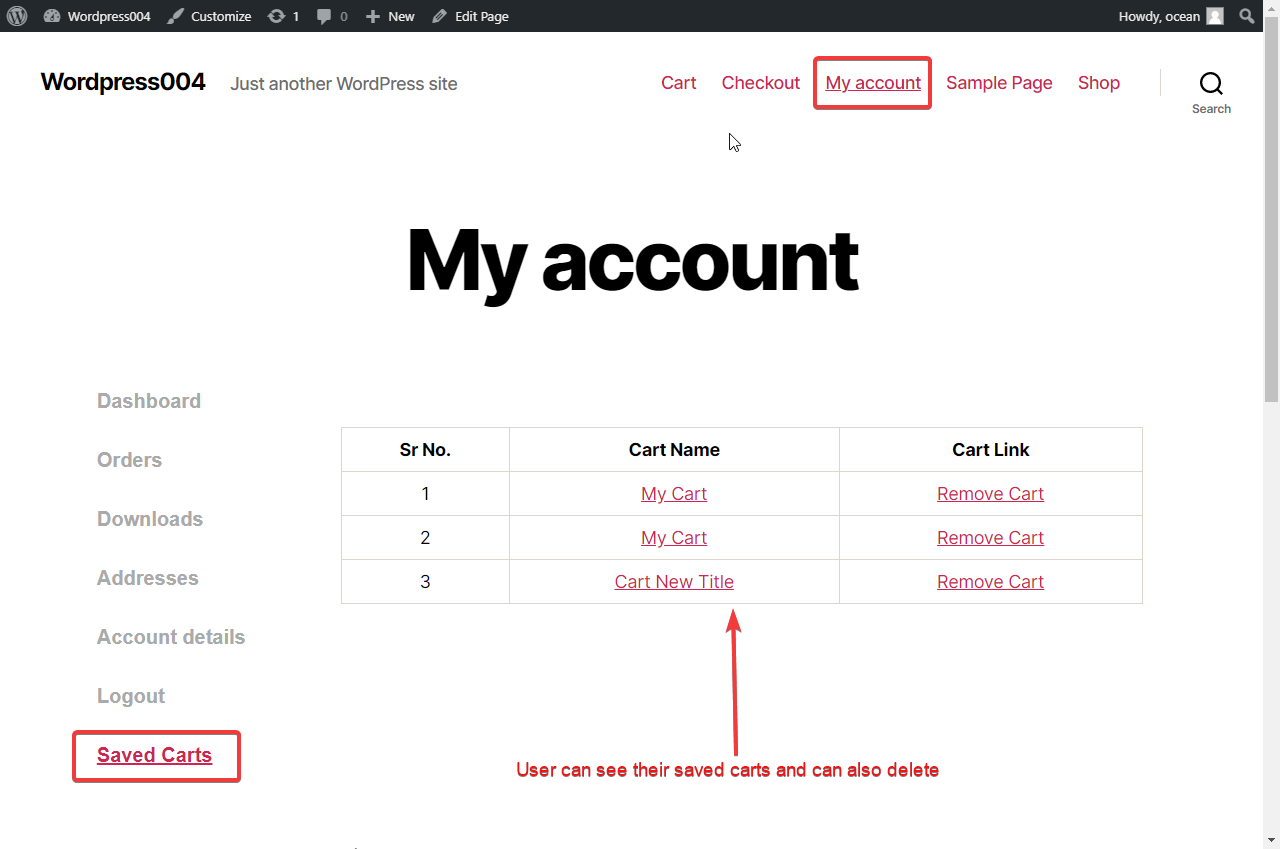 Wordpress004 Customize 1 0 New Edit Page Howdy, ocean
Wordpress004 Just another WordPress site Cart Checkout My account Sample Page Shop
Search
My account
Dashboard
Orders
Downloads
Addresses
Account details
Logout
Saved Carts
Sr No. Cart Name Cart Link
1 My Cart Remove Cart
2 My Cart Remove Cart
3 Cart New Title Remove Cart
User can see their saved carts and can also delete